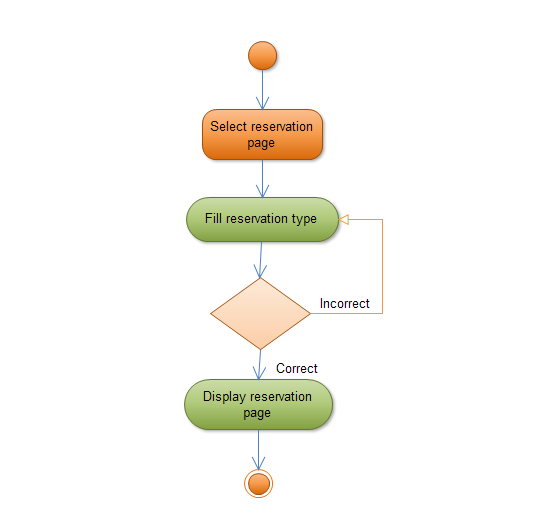 Select reservation
page
Fill reservation type
Incorrect
Correct
Display reservation
page